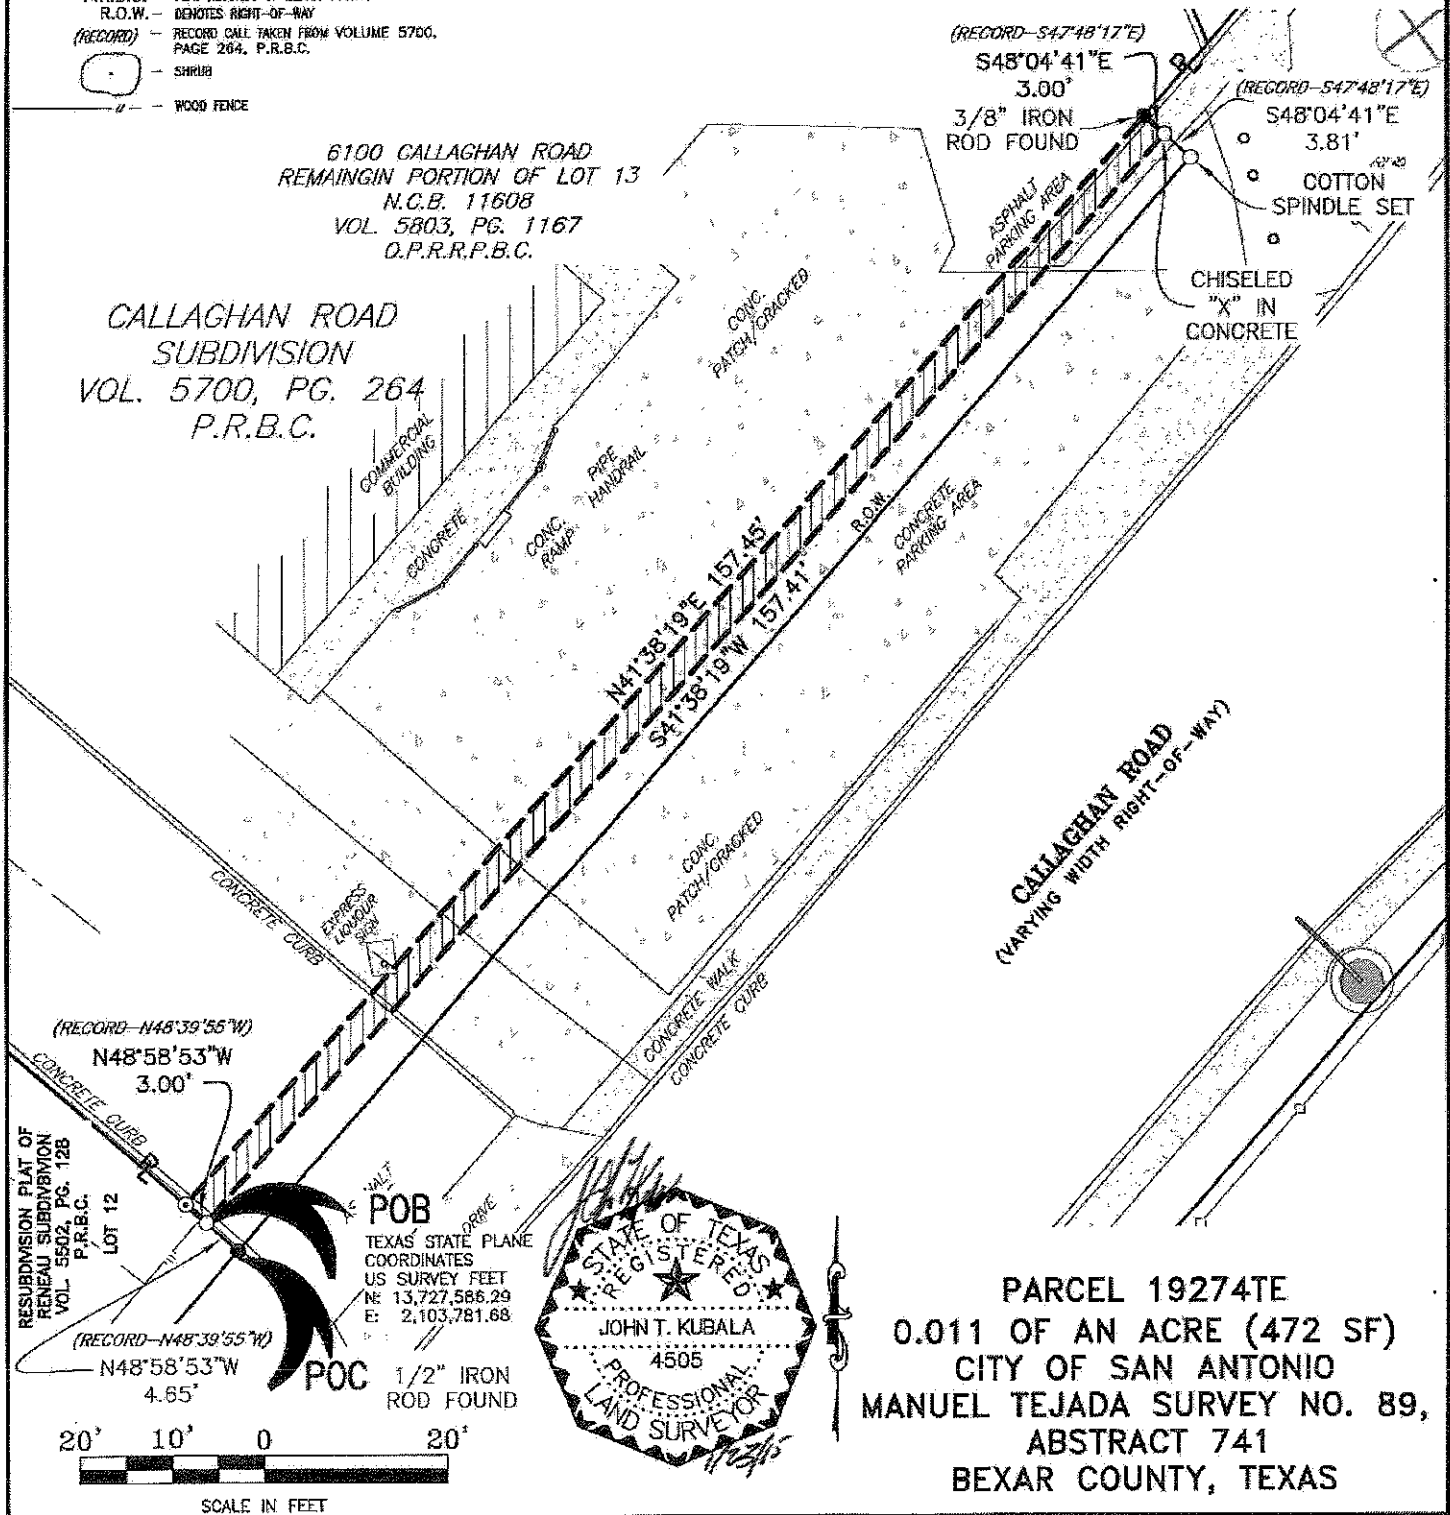 R.O.W. – DENOTES RIGHT-OF-WAY
(RECORD) – RECORD CALL TAKEN FROM VOLUME 5700,
PAGE 264, P.R.B.C.
– SHRUB
– WOOD FENCE
(RECORD-S47°48'17"E)
S48°04'41"E
3.00'
3/8" IRON
ROD FOUND
(RECORD-S47°48'17"E)
S48°04'41"E
3.81'
COTTON
SPINDLE SET
CHISELED
"X" IN
CONCRETE
6100 CALLAGHAN ROAD
REMAINGIN PORTION OF LOT 13
N.C.B. 11608
VOL. 5803, PG. 1167
O.P.R.R.P.B.C.
CALLAGHAN ROAD
SUBDIVISION
VOL. 5700, PG. 264
P.R.B.C.
ASPHALT
PARKING AREA
CONC.
PATCH/CRACKED
COMMERCIAL
BUILDING
CONCRETE
PIPE
HANDRAIL
CONC.
RAMP
R.O.W.
CONCRETE
PARKING AREA
N41°38'19"E 157.45'
S41°38'19"W 157.41'
CALLAGHAN ROAD
(VARYING WIDTH RIGHT-OF-WAY)
CONC.
PATCH/CRACKED
CONCRETE CURB
EXPRESS
LIQUOUR
SIGN
CONCRETE WALK
CONCRETE CURB
(RECORD-N48°39'55"W)
N48°58'53"W
3.00'
CONCRETE CURB
RESUBDIVISION PLAT OF
RENEAU SUBDIVISION
VOL. 5502, PG. 128
P.R.B.C.
LOT 12
DRIVE
POB
TEXAS STATE PLANE
COORDINATES
US SURVEY FEET
N: 13,727,586.29
E: 2,103,781.68
(RECORD-N48°39'55"W)
N48°58'53"W
4.65'
POC
1/2" IRON
ROD FOUND
STATE OF TEXAS
REGISTERED
JOHN T. KUBALA
4505
PROFESSIONAL
LAND SURVEYOR
PARCEL 19274TE
0.011 OF AN ACRE (472 SF)
CITY OF SAN ANTONIO
MANUEL TEJADA SURVEY NO. 89,
ABSTRACT 741
BEXAR COUNTY, TEXAS
20' 10' 0 20'
SCALE IN FEET